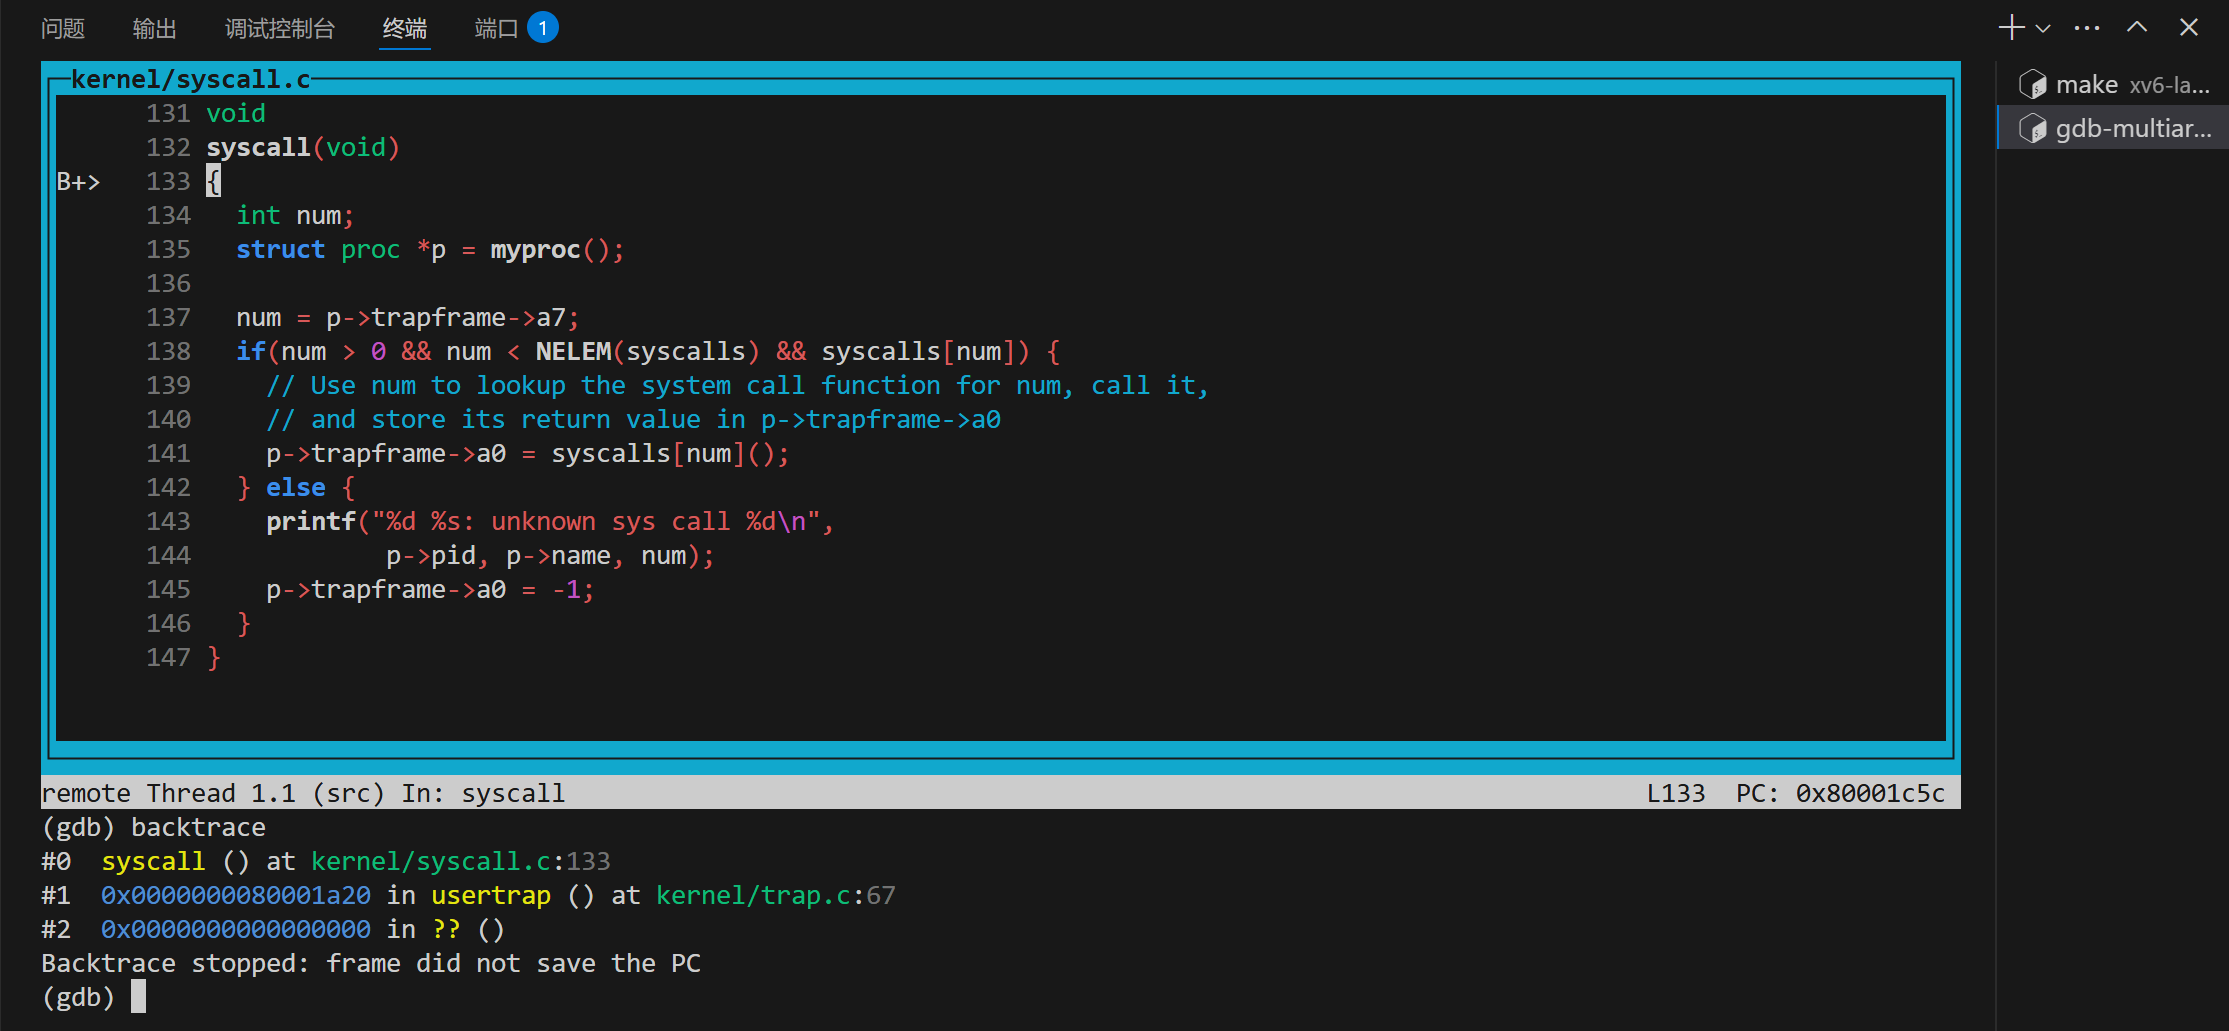 问题 输出 调试控制台 终端 端口 1
make xv6-la...
gdb-multiar...
kernel/syscall.c
131 void
132 syscall(void)
B+> 133 {
134   int num;
135   struct proc *p = myproc();
136
137   num = p->trapframe->a7;
138   if(num > 0 && num < NELEM(syscalls) && syscalls[num]) {
139     // Use num to lookup the system call function for num, call it,
140     // and store its return value in p->trapframe->a0
141     p->trapframe->a0 = syscalls[num]();
142   } else {
143     printf("%d %s: unknown sys call %d\n",
144             p->pid, p->name, num);
145     p->trapframe->a0 = -1;
146   }
147 }
remote Thread 1.1 (src) In: syscall L133 PC: 0x80001c5c
(gdb) backtrace
#0  syscall () at kernel/syscall.c:133
#1  0x0000000080001a20 in usertrap () at kernel/trap.c:67
#2  0x0000000000000000 in ?? ()
Backtrace stopped: frame did not save the PC
(gdb)